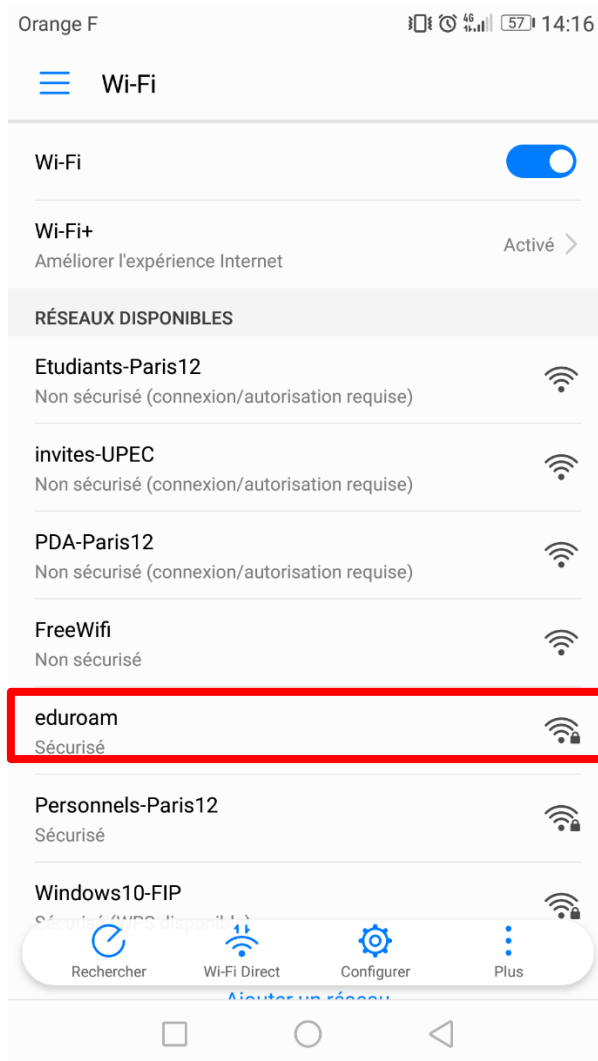 Orange F 4G 57 14:16
Wi-Fi
Wi-Fi
Wi-Fi+
Améliorer l'expérience Internet
Activé
RÉSEAUX DISPONIBLES
Etudiants-Paris12
Non sécurisé (connexion/autorisation requise)
invites-UPEC
Non sécurisé (connexion/autorisation requise)
PDA-Paris12
Non sécurisé (connexion/autorisation requise)
FreeWifi
Non sécurisé
eduroam
Sécurisé
Personnels-Paris12
Sécurisé
Windows10-FIP
Sécurisé (WPS disponible)
Rechercher Wi-Fi Direct Configurer Plus
Ajouter un réseau